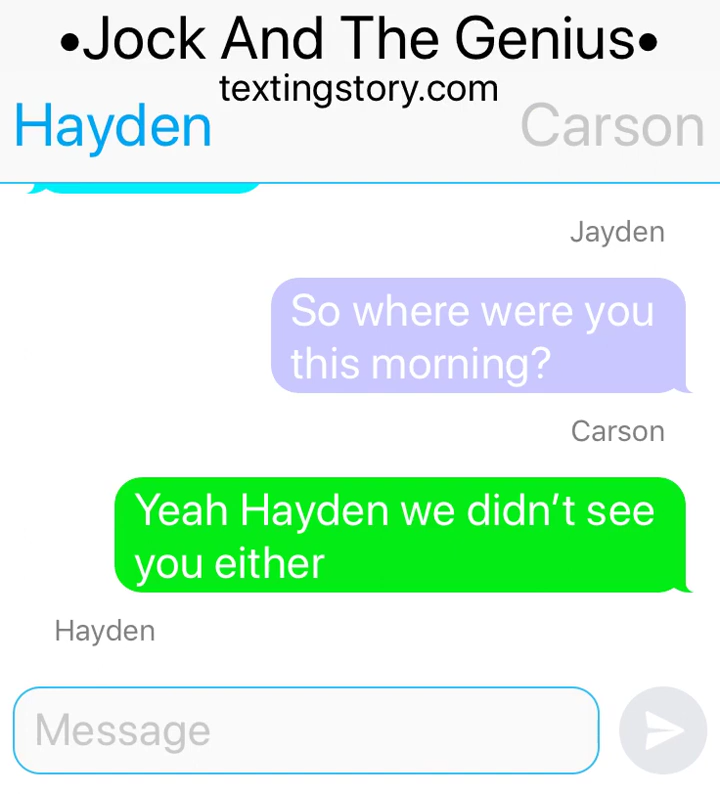 •Jock And The Genius•
textingstory.com
Hayden
Carson
Jayden
So where were you
this morning?
Carson
Yeah Hayden we didn’t see
you either
Hayden
Message